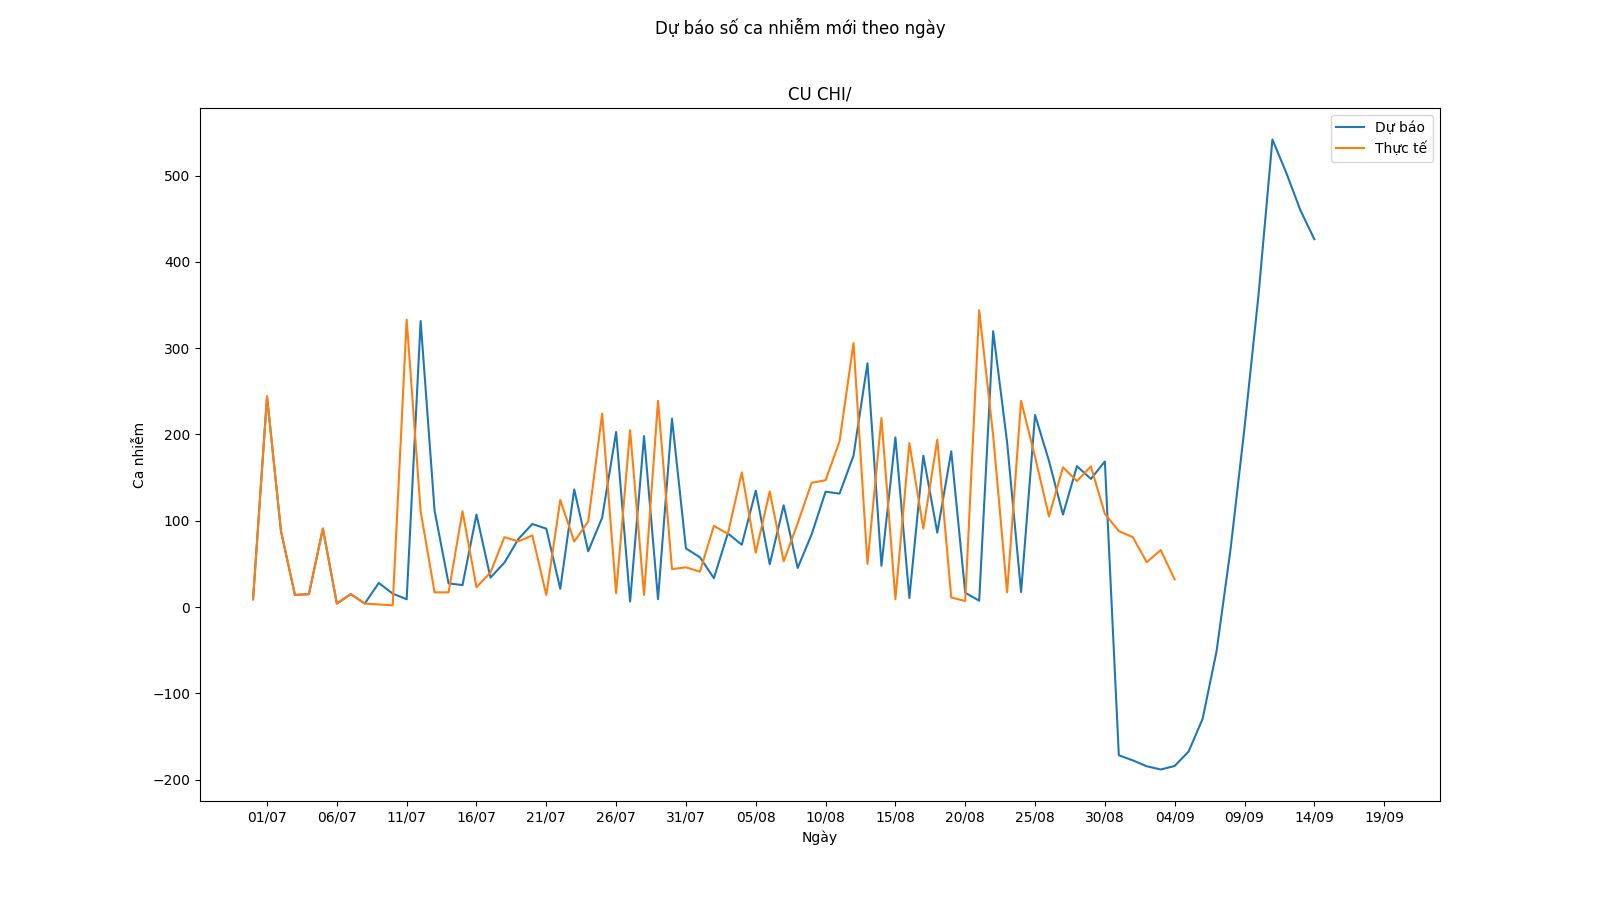 Dự báo số ca nhiễm mới theo ngày
CU CHI/
Dự báo
Thực tế
500
400
300
200
100
0
−100
−200
Ca nhiễm
01/07 06/07 11/07 16/07 21/07 26/07 31/07 05/08 10/08 15/08 20/08 25/08 30/08 04/09 09/09 14/09 19/09
Ngày